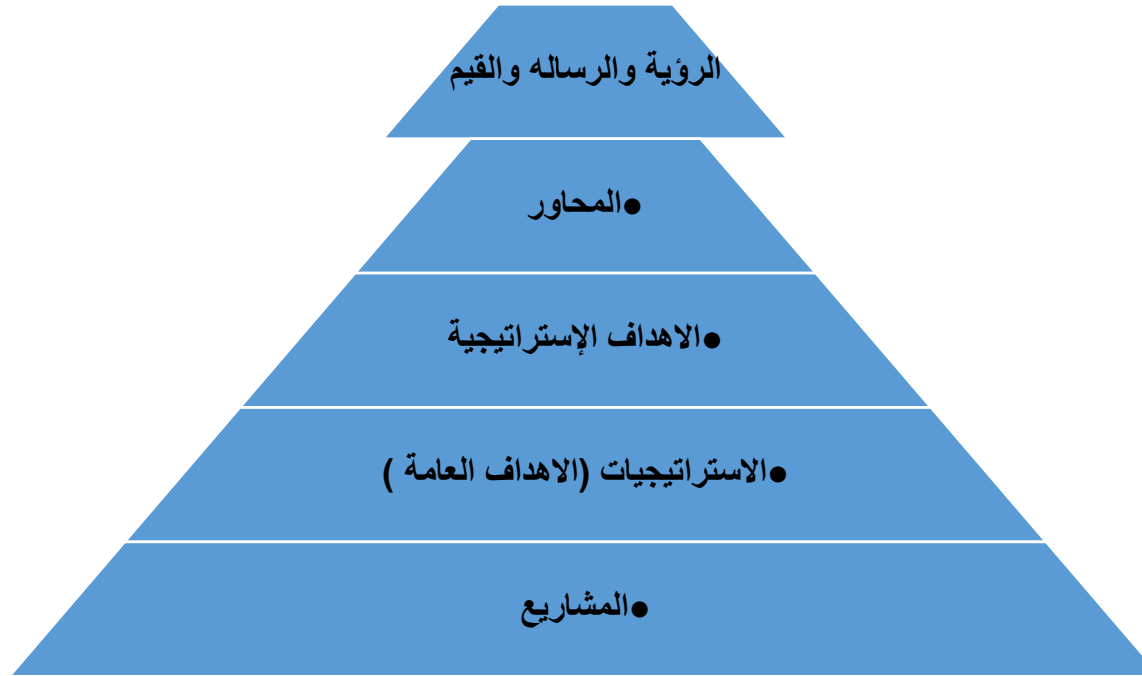 الرؤية والرساله والقيم
●المحاور
●الاهداف الإستراتيجية
●الاستراتيجيات (الاهداف العامة )
●المشاريع